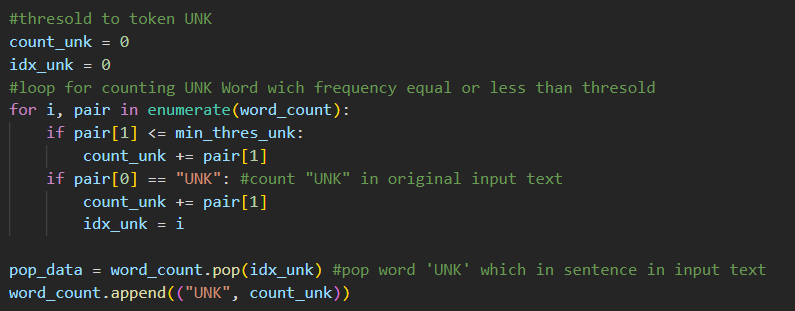 #thresold to token UNK
count_unk = 0
idx_unk = 0
#loop for counting UNK Word wich frequency equal or less than thresold
for i, pair in enumerate(word_count):
    if pair[1] <= min_thres_unk:
        count_unk += pair[1]
    if pair[0] == "UNK": #count "UNK" in original input text
        count_unk += pair[1]
        idx_unk = i
pop_data = word_count.pop(idx_unk) #pop word 'UNK' which in sentence in input text
word_count.append(("UNK", count_unk))